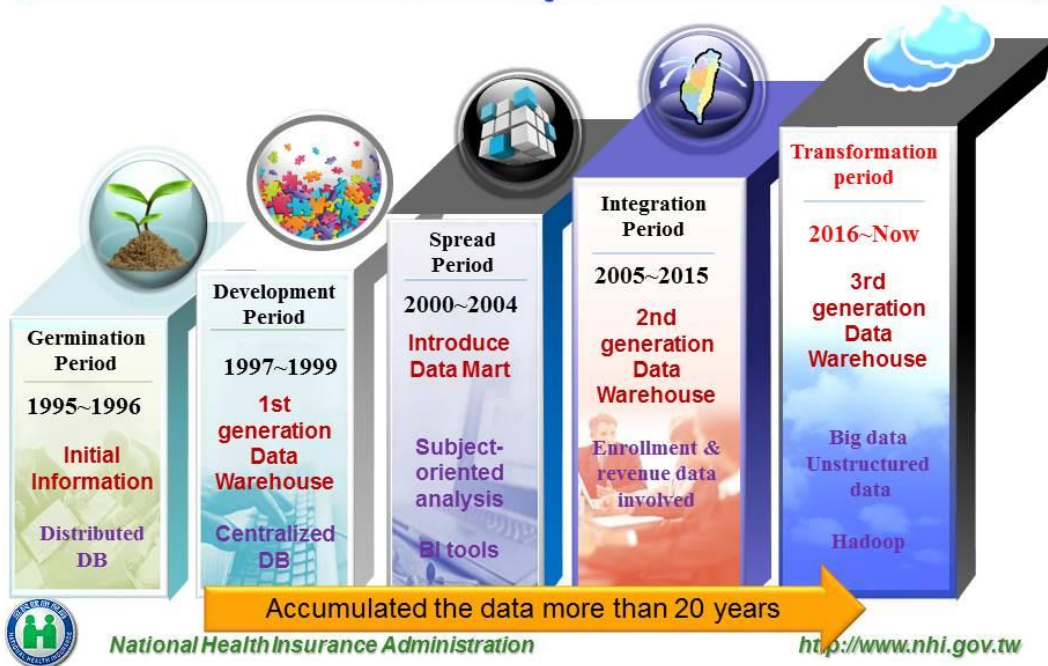 Germination
Period
1995~1996
Initial
Information
Distributed
DB
Development
Period
1997~1999
1st
generation
Data
Warehouse
Centralized
DB
Spread
Period
2000~2004
Introduce
Data Mart
Subject-
oriented
analysis
BI tools
Integration
Period
2005~2015
2nd
generation
Data
Warehouse
Enrollment &
revenue data
involved
Transformation
period
2016~Now
3rd
generation
Data
Warehouse
Big data
Unstructured
data
Hadoop
Accumulated the data more than 20 years
National Health Insurance Administration
http://www.nhi.gov.tw